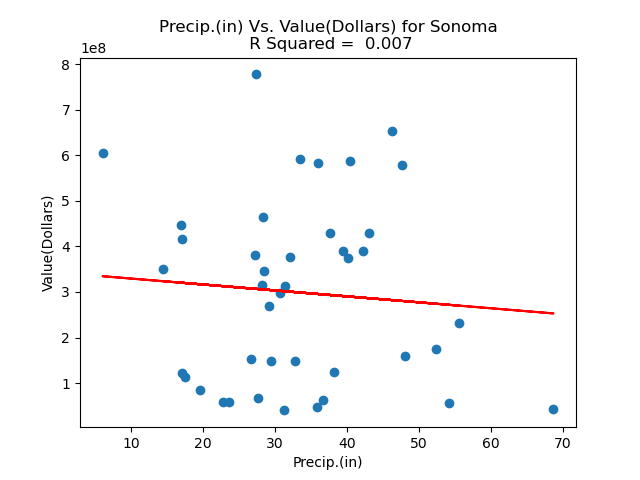 Precip.(in) Vs. Value(Dollars) for Sonoma
R Squared =  0.007
1e8
8
7
6
5
4
3
2
1
Value(Dollars)
10 20 30 40 50 60 70
Precip.(in)